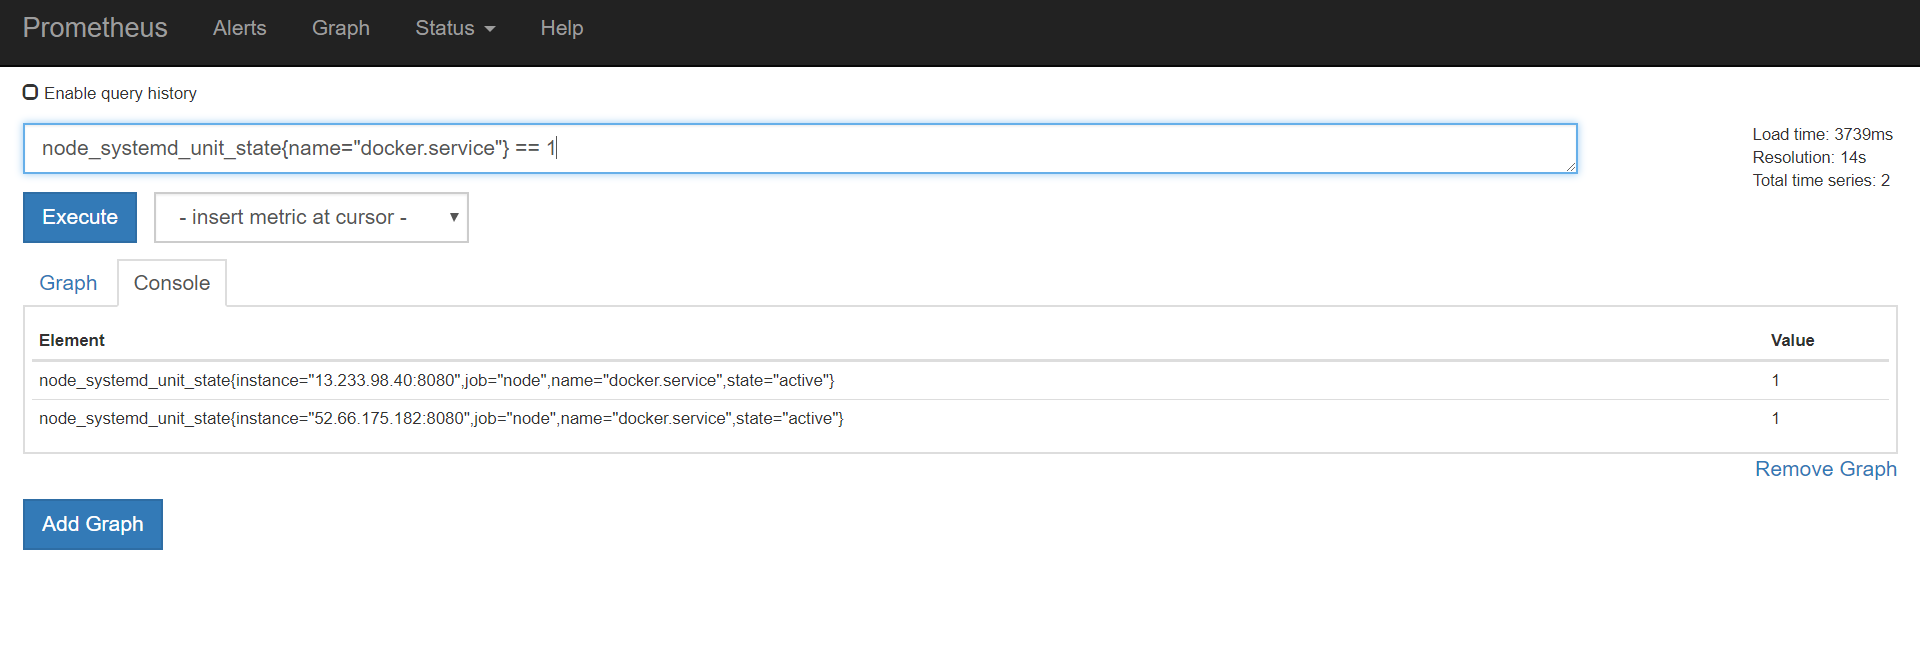 Prometheus Alerts Graph Status Help
Enable query history
node_systemd_unit_state{name="docker.service"} == 1
Load time: 3739ms
Resolution: 14s
Total time series: 2
Execute - insert metric at cursor -
Graph Console
Element Value
node_systemd_unit_state{instance="13.233.98.40:8080",job="node",name="docker.service",state="active"} 1
node_systemd_unit_state{instance="52.66.175.182:8080",job="node",name="docker.service",state="active"} 1
Remove Graph
Add Graph